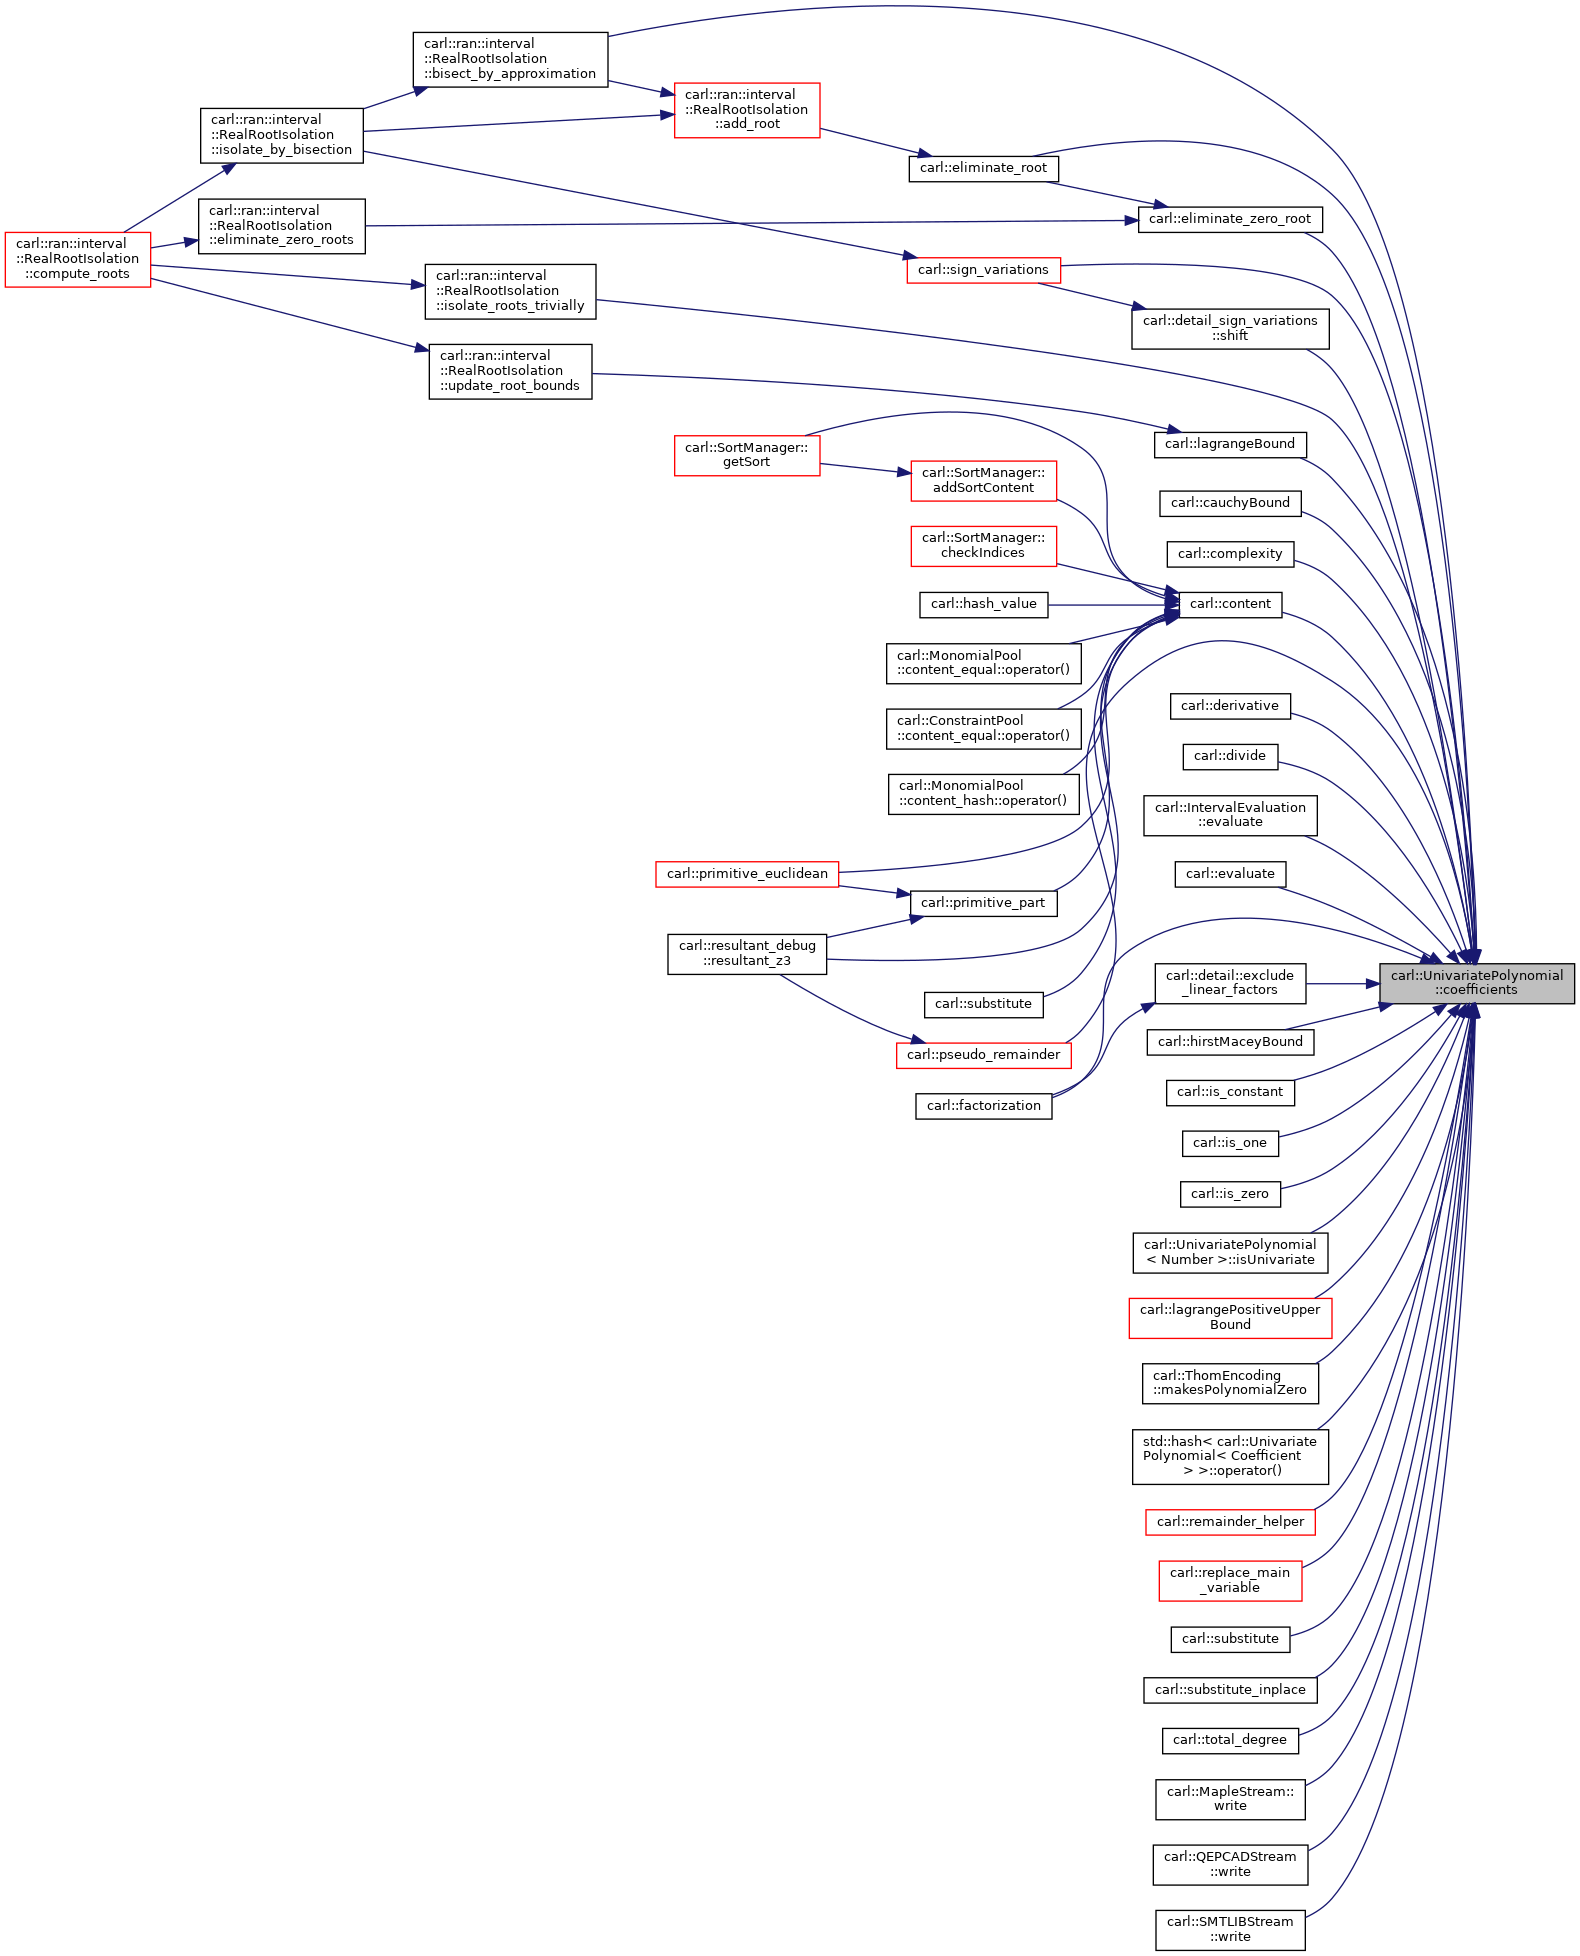 carl::ran::interval
::RealRootIsolation
::compute_roots
carl::ran::interval
::RealRootIsolation
::isolate_by_bisection
carl::ran::interval
::RealRootIsolation
::eliminate_zero_roots
carl::ran::interval
::RealRootIsolation
::bisect_by_approximation
carl::ran::interval
::RealRootIsolation
::isolate_roots_trivially
carl::ran::interval
::RealRootIsolation
::update_root_bounds
carl::ran::interval
::RealRootIsolation
::add_root
carl::SortManager::
getSort
carl::primitive_euclidean
carl::resultant_debug
::resultant_z3
carl::eliminate_root
carl::sign_variations
carl::SortManager::
addSortContent
carl::SortManager::
checkIndices
carl::hash_value
carl::MonomialPool
::content_equal::operator()
carl::ConstraintPool
::content_equal::operator()
carl::MonomialPool
::content_hash::operator()
carl::primitive_part
carl::substitute
carl::pseudo_remainder
carl::factorization
carl::eliminate_zero_root
carl::detail_sign_variations
::shift
carl::lagrangeBound
carl::cauchyBound
carl::complexity
carl::content
carl::derivative
carl::divide
carl::IntervalEvaluation
::evaluate
carl::evaluate
carl::detail::exclude
_linear_factors
carl::hirstMaceyBound
carl::is_constant
carl::is_one
carl::is_zero
carl::UnivariatePolynomial
< Number >::isUnivariate
carl::lagrangePositiveUpper
Bound
carl::ThomEncoding
::makesPolynomialZero
std::hash< carl::Univariate
Polynomial< Coefficient
> >::operator()
carl::remainder_helper
carl::replace_main
_variable
carl::substitute
carl::substitute_inplace
carl::total_degree
carl::MapleStream::
write
carl::QEPCADStream
::write
carl::SMTLIBStream
::write
carl::UnivariatePolynomial
::coefficients